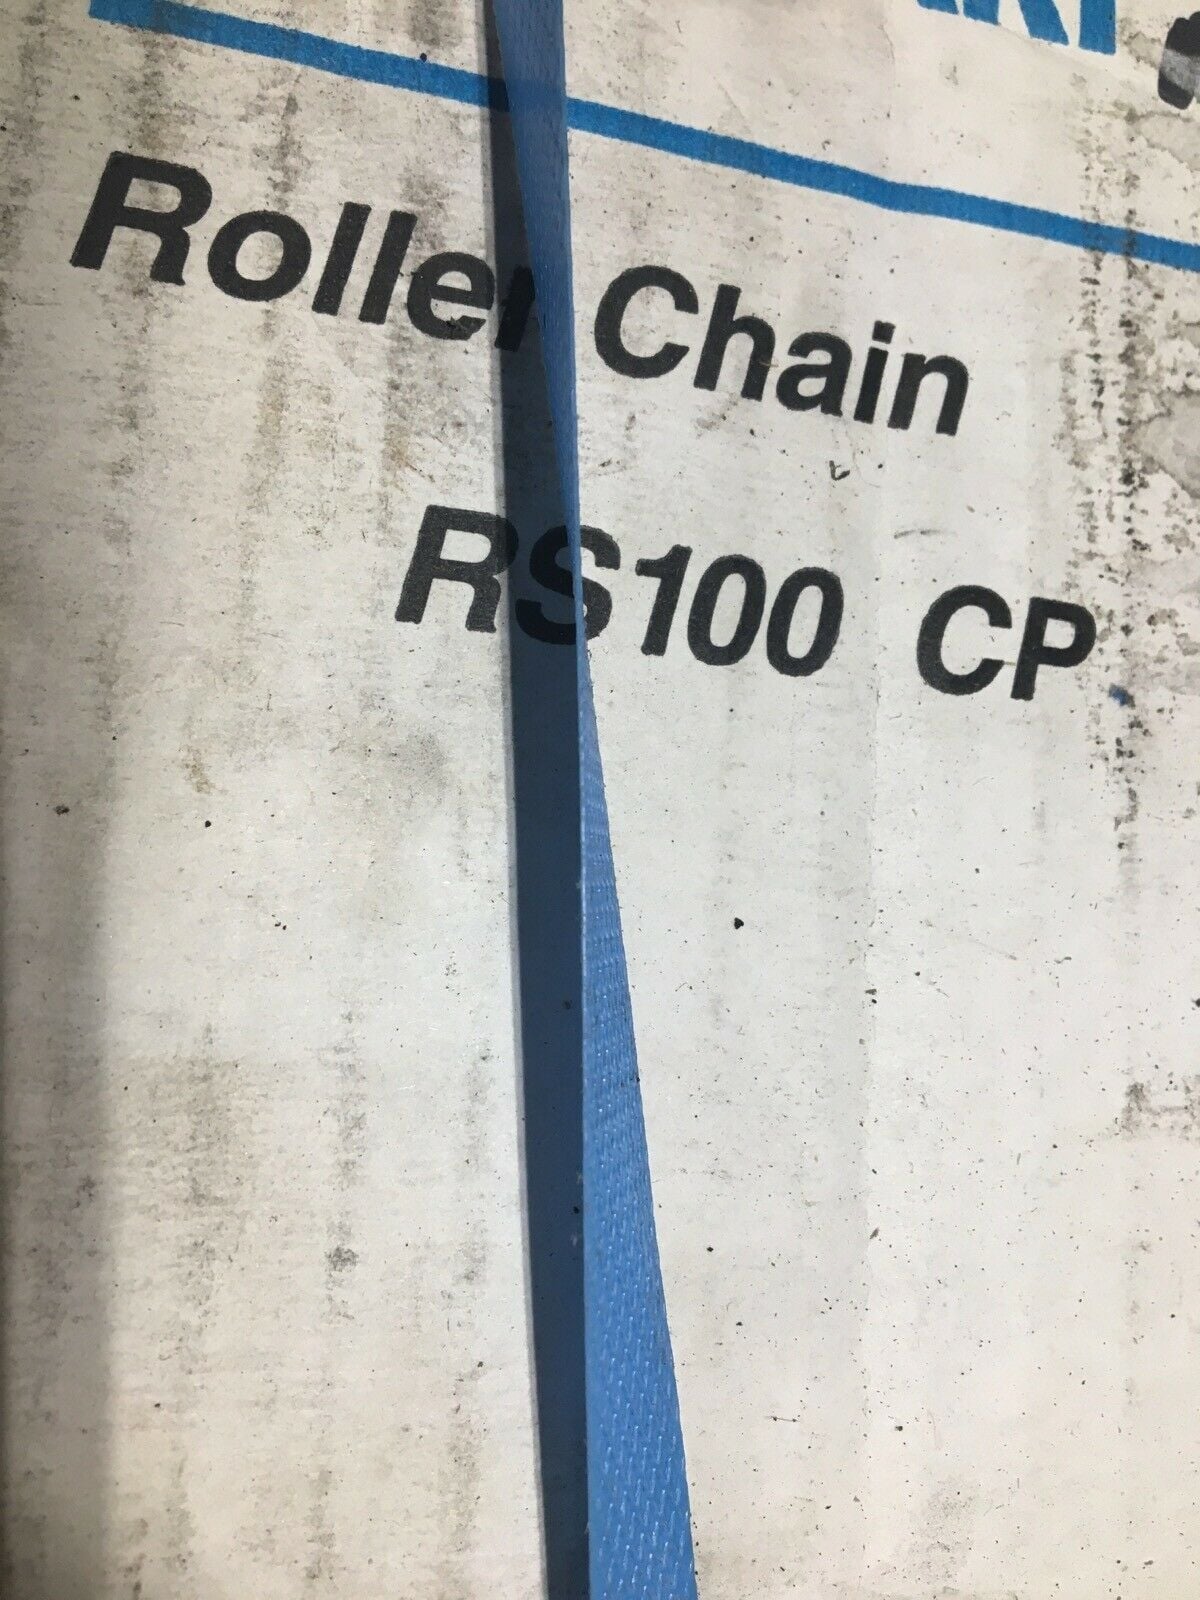 Roller Chain
RS100 CP